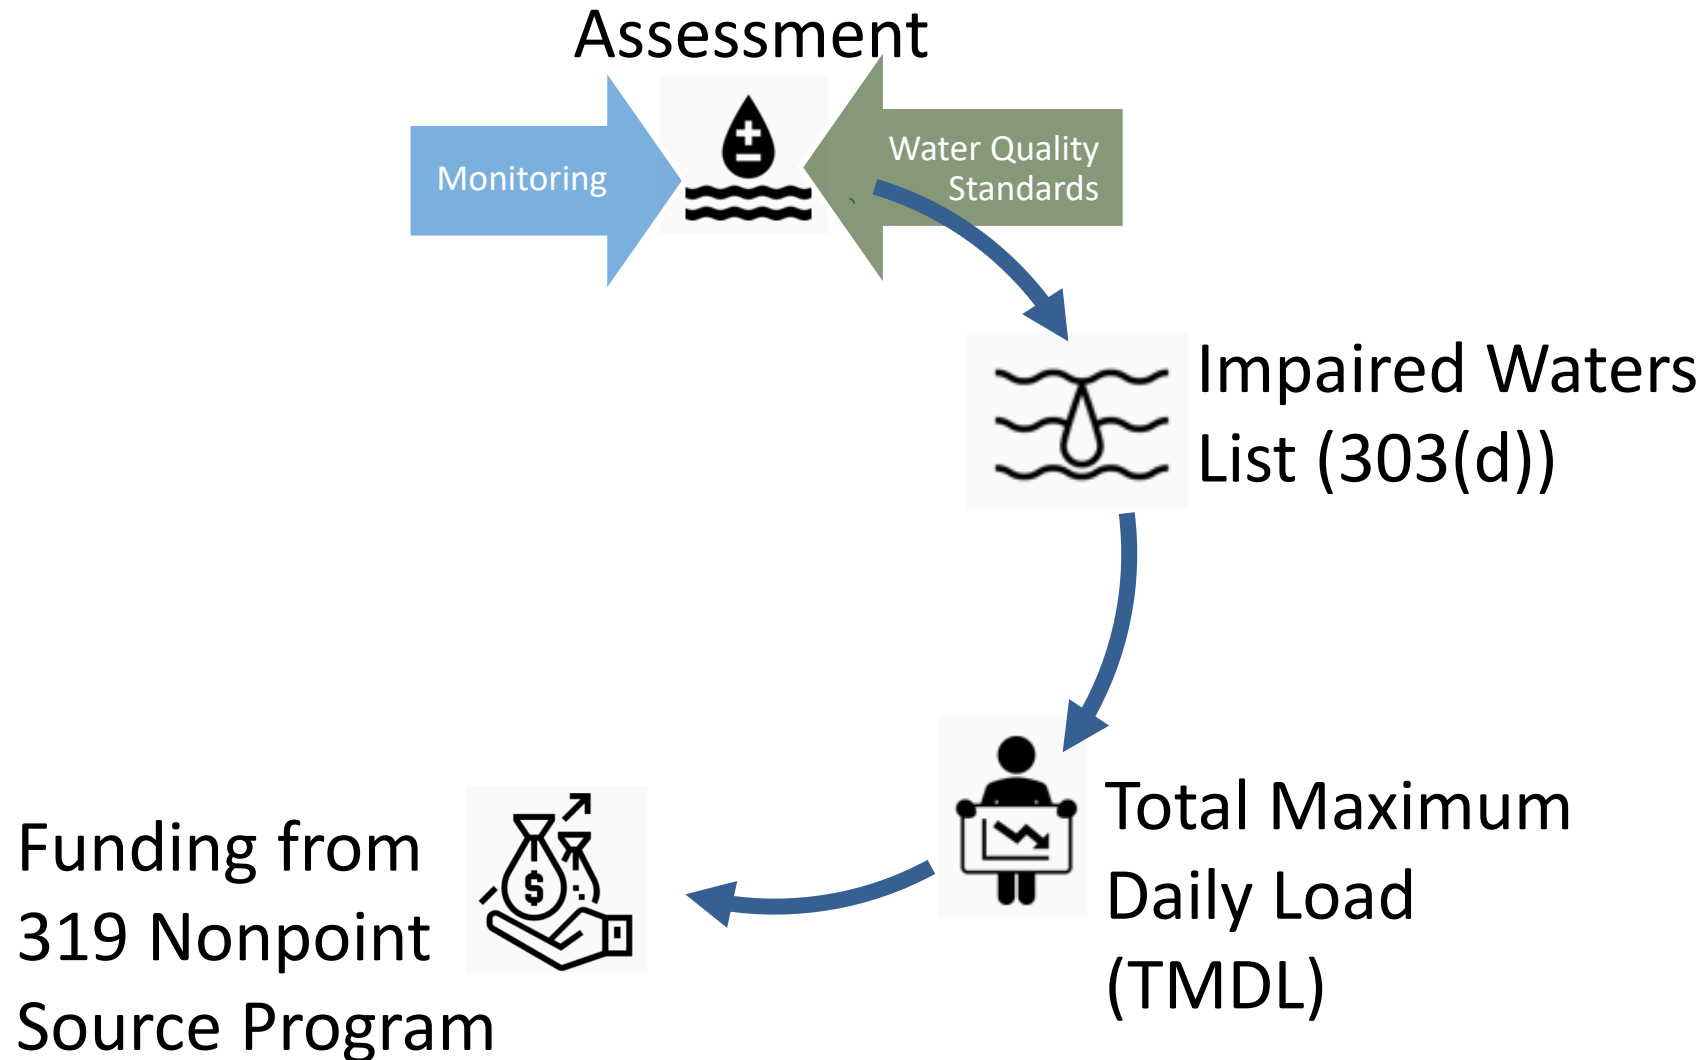 Assessment
Monitoring
Water Quality
Standards
Impaired Waters
List (303(d))
Total Maximum
Daily Load
(TMDL)
Funding from
319 Nonpoint
Source Program
$